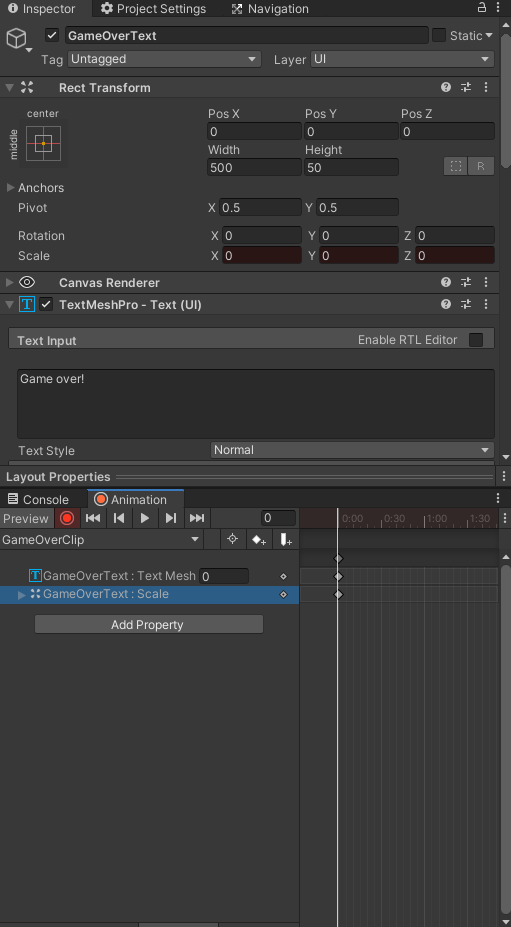 Inspector Project Settings Navigation
GameOverText Static
Tag Untagged Layer UI
Rect Transform
center
middle
Pos X Pos Y Pos Z
0 0 0
Width Height
500 50
R
Anchors
Pivot X 0.5 Y 0.5
Rotation X 0 Y 0 Z 0
Scale X 0 Y 0 Z 0
Canvas Renderer
T TextMeshPro - Text (UI)
Text Input Enable RTL Editor
Game over!
Text Style Normal
Layout Properties
Console Animation
Preview 0 0:00 0:30 1:00 1:30
GameOverClip
T GameOverText : Text Mesh 0
GameOverText : Scale
Add Property